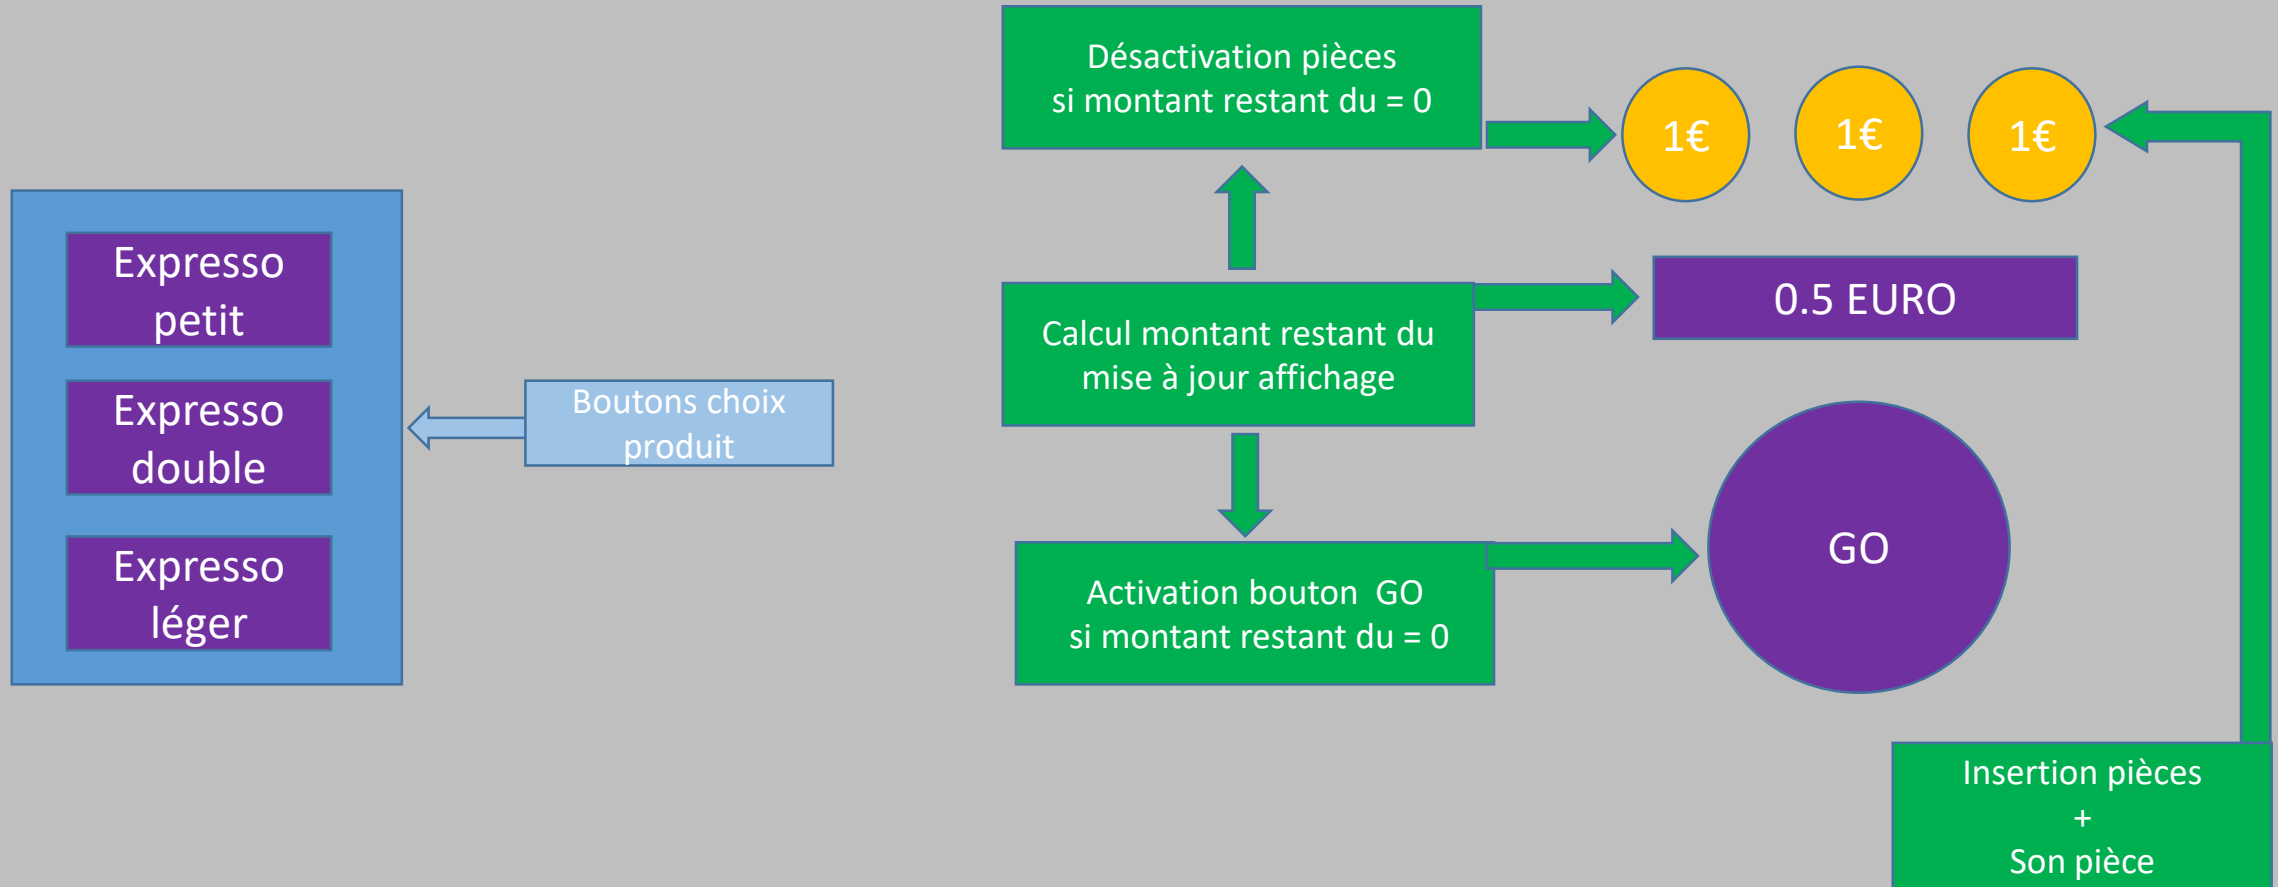 Désactivation pièces
si montant restant du = 0
1€
1€
1€
Expresso
petit
Expresso
double
Expresso
léger
Boutons choix
produit
Calcul montant restant du
mise à jour affichage
0.5 EURO
Activation bouton GO
si montant restant du = 0
GO
Insertion pièces
+
Son pièce